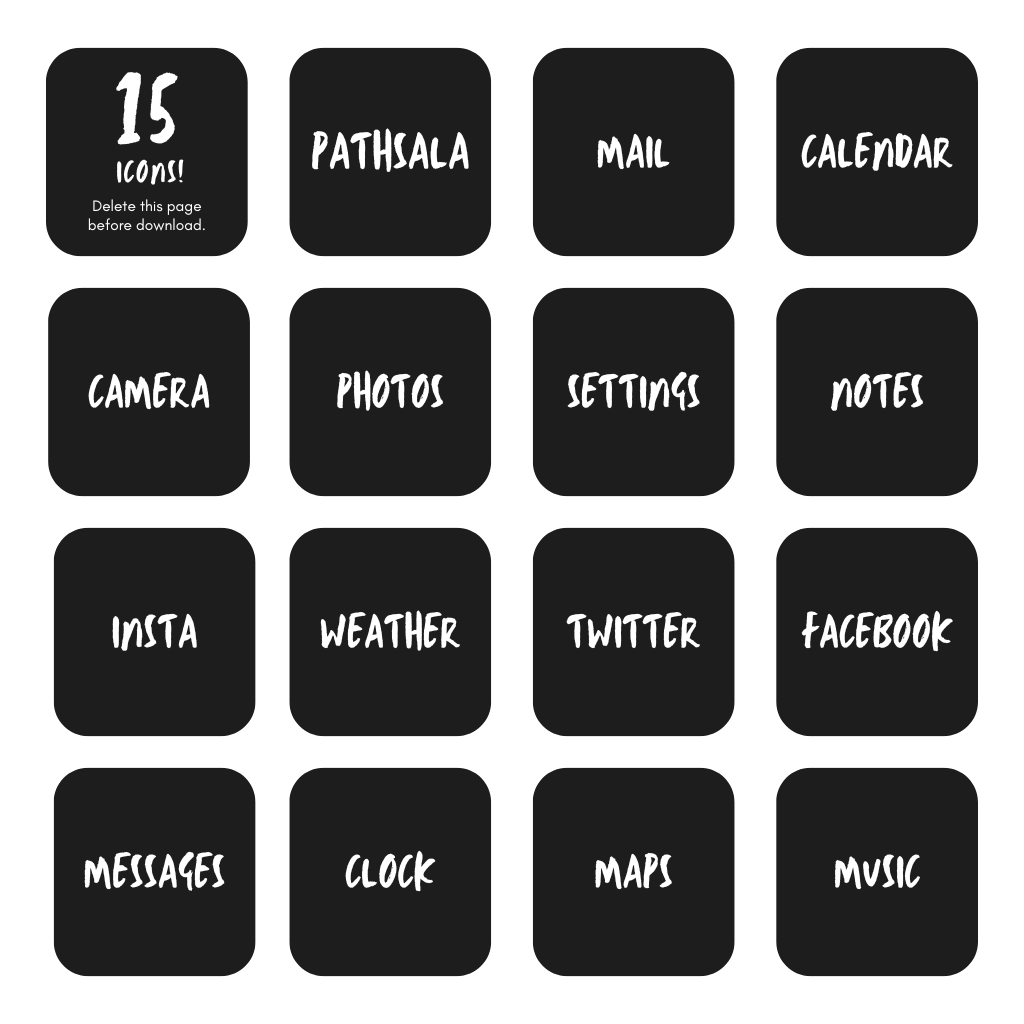 15
ICONS!
Delete this page
before download.
PATHSALA
MAIL
CALENDAR
CAMERA
PHOTOS
SETTINGS
NOTES
INSTA
WEATHER
TWITTER
FACEBOOK
MESSAGES
CLOCK
MAPS
MUSIC